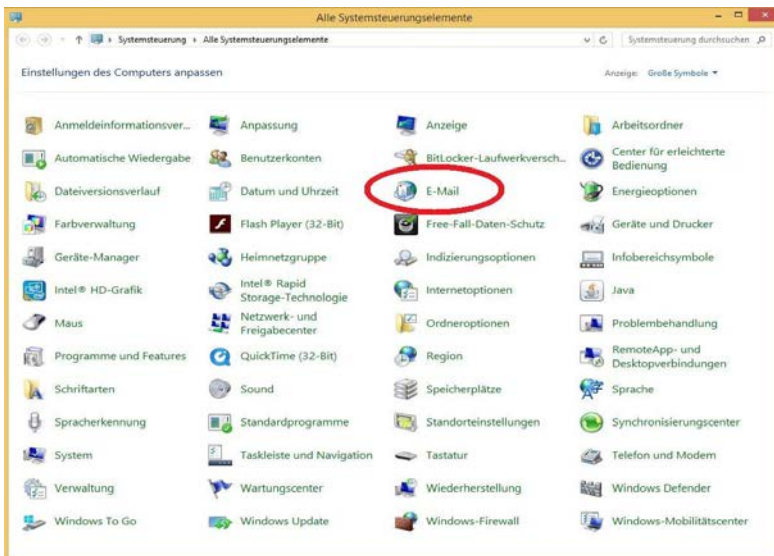 Alle Systemsteuerungselemente
Systemsteuerung Alle Systemsteuerungselemente Systemsteuerung durchsuchen
Einstellungen des Computers anpassen Anzeige: Große Symbole
Anmeldeinformationsver... Anpassung Anzeige Arbeitsordner
Automatische Wiedergabe Benutzerkonten BitLocker-Laufwerkversch... Center für erleichterte
Bedienung
Dateiversionsverlauf Datum und Uhrzeit E-Mail Energieoptionen
Farbverwaltung Flash Player (32-Bit) Free-Fall-Daten-Schutz Geräte und Drucker
Geräte-Manager Heimnetzgruppe Indizierungsoptionen Infobereichsymbole
Intel® HD-Grafik Intel® Rapid
Storage-Technologie Internetoptionen Java
Maus Netzwerk- und
Freigabecenter Ordneroptionen Problembehandlung
Programme und Features QuickTime (32-Bit) Region RemoteApp- und
Desktopverbindungen
Schriftarten Sound Speicherplätze Sprache
Spracherkennung Standardprogramme Standorteinstellungen Synchronisierungscenter
System Taskleiste und Navigation Tastatur Telefon und Modem
Verwaltung Wartungscenter Wiederherstellung Windows Defender
Windows To Go Windows Update Windows-Firewall Windows-Mobilitätscenter